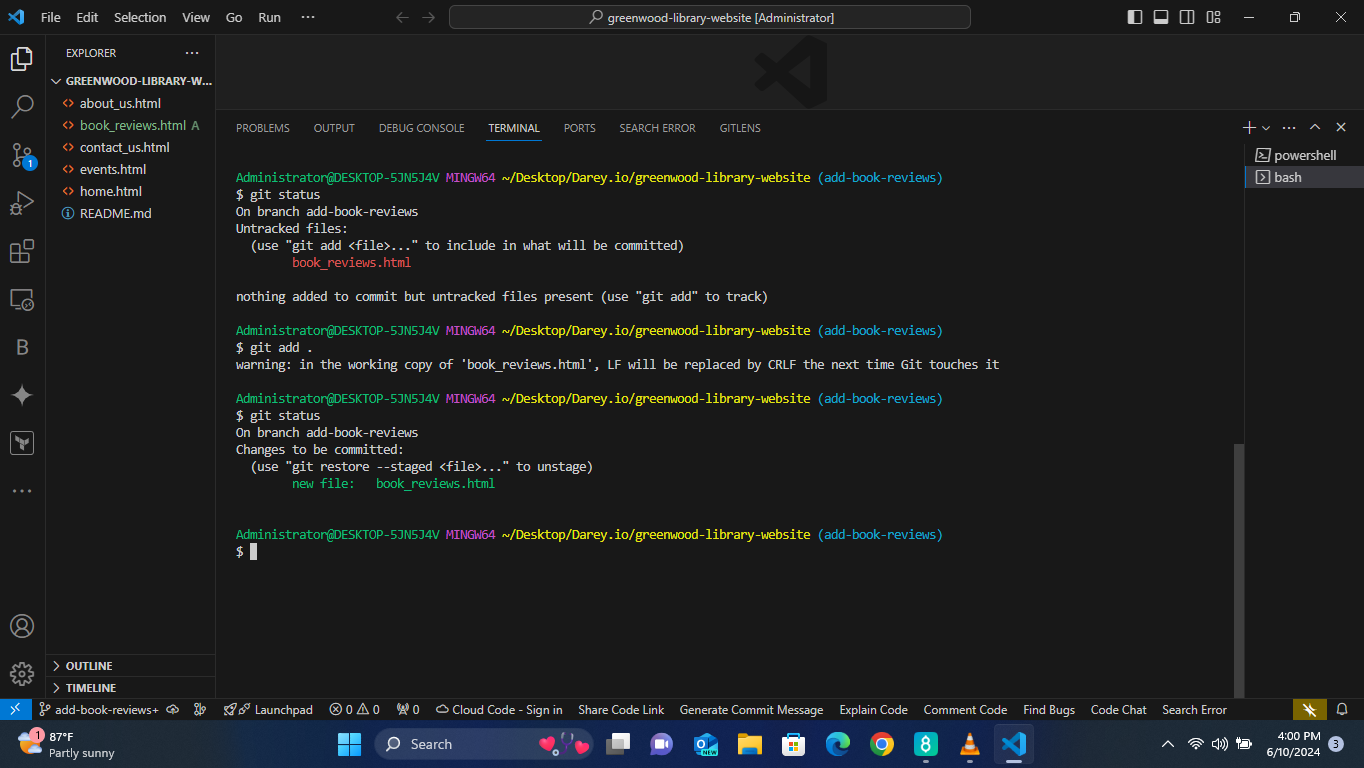 File Edit Selection View Go Run ···
greenwood-library-website [Administrator]
EXPLORER ···
GREENWOOD-LIBRARY-W...
about_us.html
book_reviews.html A
contact_us.html
events.html
home.html
README.md
1
B
OUTLINE
TIMELINE
PROBLEMS OUTPUT DEBUG CONSOLE TERMINAL PORTS SEARCH ERROR GITLENS
powershell
bash
Administrator@DESKTOP-5JN5J4V MINGW64 ~/Desktop/Darey.io/greenwood-library-website (add-book-reviews)
$ git status
On branch add-book-reviews
Untracked files:
(use "git add <file>..." to include in what will be committed)
book_reviews.html
nothing added to commit but untracked files present (use "git add" to track)
Administrator@DESKTOP-5JN5J4V MINGW64 ~/Desktop/Darey.io/greenwood-library-website (add-book-reviews)
$ git add .
warning: in the working copy of 'book_reviews.html', LF will be replaced by CRLF the next time Git touches it
Administrator@DESKTOP-5JN5J4V MINGW64 ~/Desktop/Darey.io/greenwood-library-website (add-book-reviews)
$ git status
On branch add-book-reviews
Changes to be committed:
(use "git restore --staged <file>..." to unstage)
new file: book_reviews.html
Administrator@DESKTOP-5JN5J4V MINGW64 ~/Desktop/Darey.io/greenwood-library-website (add-book-reviews)
$
add-book-reviews+ Launchpad 0 0 0 Cloud Code - Sign in Share Code Link Generate Commit Message Explain Code Comment Code Find Bugs Code Chat Search Error
1 87°F
Partly sunny
Search
NEW
8
4:00 PM
6/10/2024
3